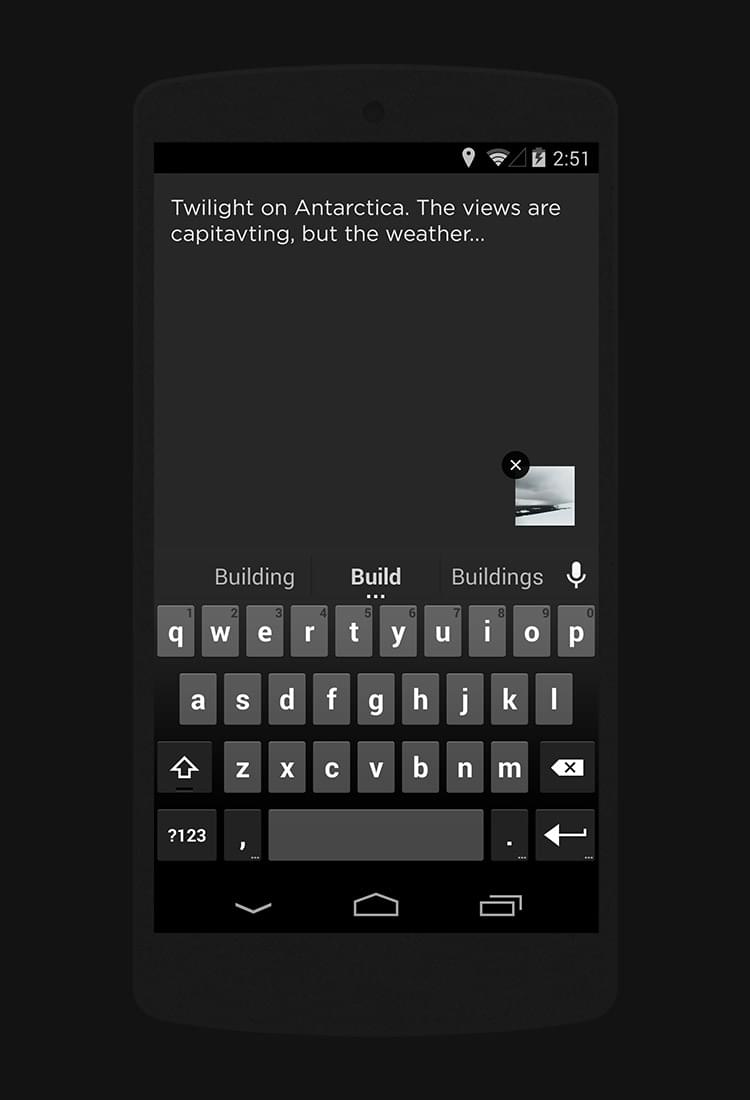 2:51
Twilight on Antarctica. The views are
capitavting, but the weather...
Building Build Buildings
1 2 3 4 5 6 7 8 9 0
q w e r t y u i o p
a s d f g h j k l
z x c v b n m
?123 , .